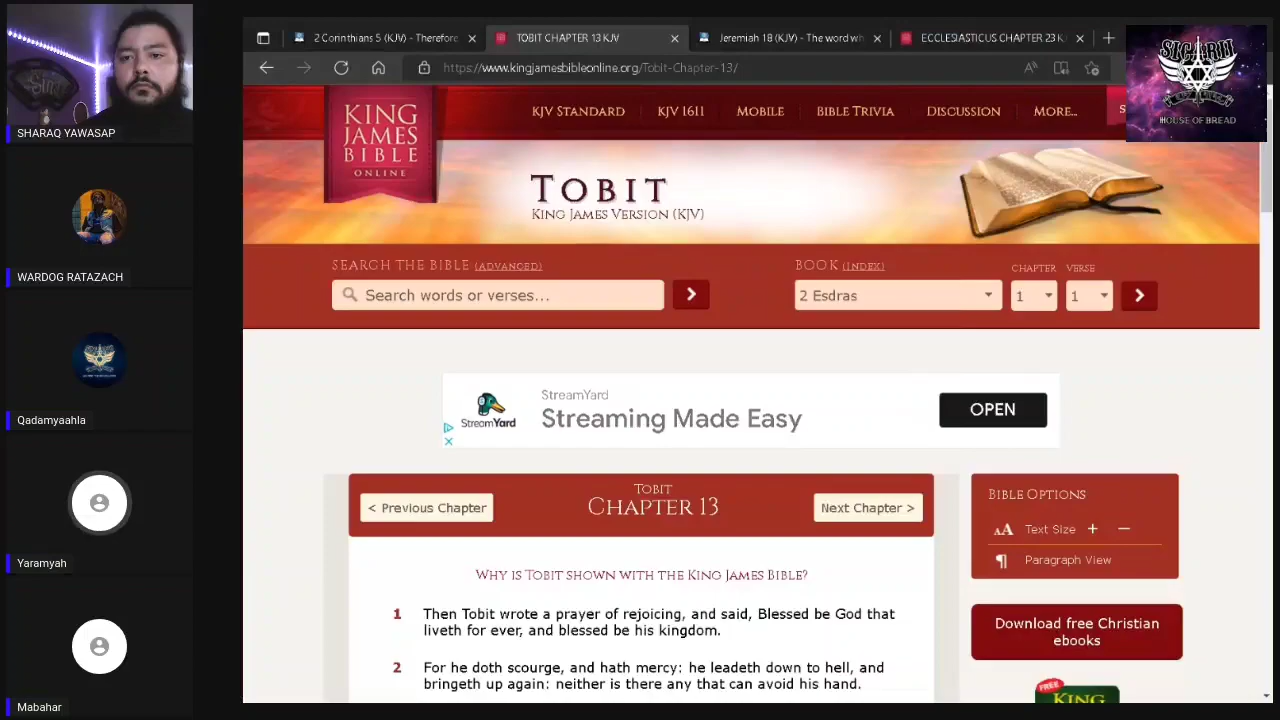 SHARAQ YAWASAP
WARDOG RATAZACH
Qadamyaahla
Yaramyah
Mabahar
2 Corinthians 5 (KJV) - Therefor
TOBIT CHAPTER 13 KJV
Jeremiah 18 (KJV) - The word wh
ECCLESIASTICUS CHAPTER 23 K
https://www.kingjamesbibleonline.org/Tobit-Chapter-13/
SICARII
HOUSE OF BREAD
KING
JAMES
BIBLE
ONLINE
KJV STANDARD
KJV 1611
MOBILE
BIBLE TRIVIA
DISCUSSION
MORE...
S
TOBIT
KING JAMES VERSION (KJV)
SEARCH THE BIBLE (ADVANCED)
Search words or verses...
BOOK (INDEX)
CHAPTER
VERSE
2 Esdras
1
1
StreamYard
StreamYard
Streaming Made Easy
OPEN
< Previous Chapter
TOBIT
CHAPTER 13
Next Chapter >
WHY IS TOBIT SHOWN WITH THE KING JAMES BIBLE?
1 Then Tobit wrote a prayer of rejoicing, and said, Blessed be God that
liveth for ever, and blessed be his kingdom.
2 For he doth scourge, and hath mercy: he leadeth down to hell, and
bringeth up again: neither is there any that can avoid his hand.
BIBLE OPTIONS
AA Text Size + −
¶ Paragraph View
Download free Christian
ebooks
FREE
KING